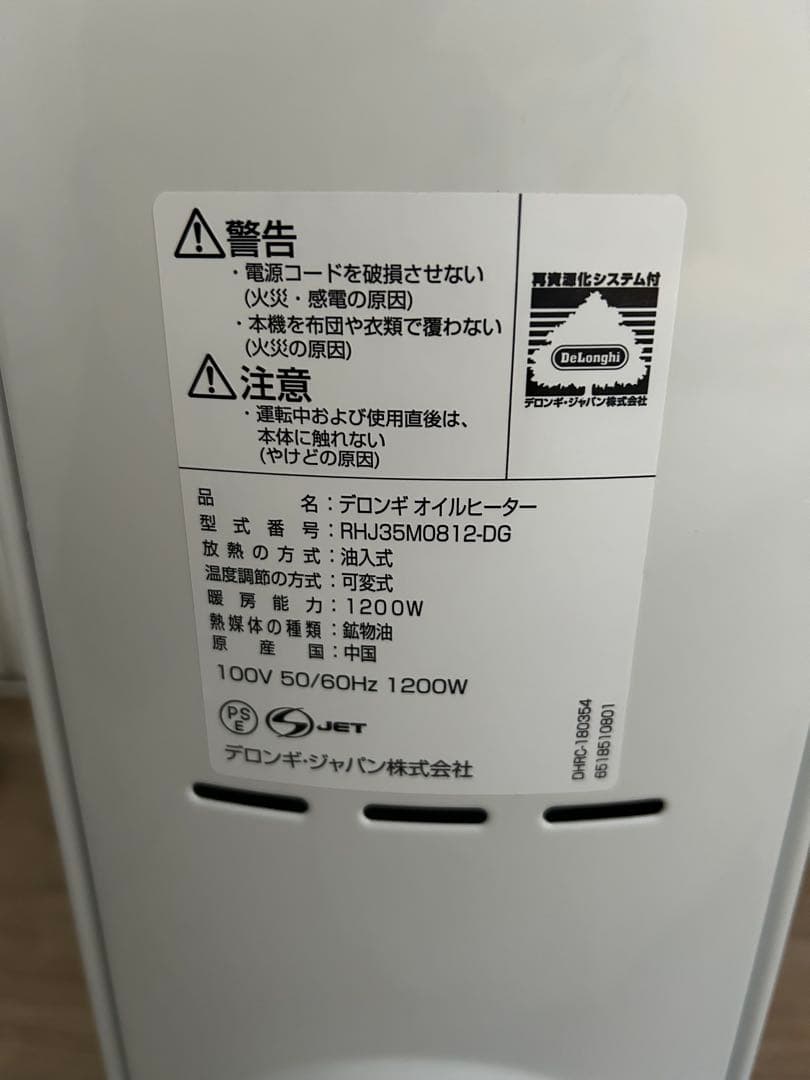 警告
・電源コードを破損させない
(火災・感電の原因)
・本機を布団や衣類で覆わない
(火災の原因)
注意
・運転中および使用直後は、
本体に触れない
(やけどの原因)
再資源化システム付
DeLonghi
デロンギ・ジャパン株式会社
品名：デロンギ オイルヒーター
型式番号：RHJ35M0812-DG
放熱の方式：油入式
温度調節の方式：可変式
暖房能力：1200W
熱媒体の種類：鉱物油
原産国：中国
100V 50/60Hz 1200W
PSE JET
デロンギ・ジャパン株式会社
DHRC-180354
6518510801